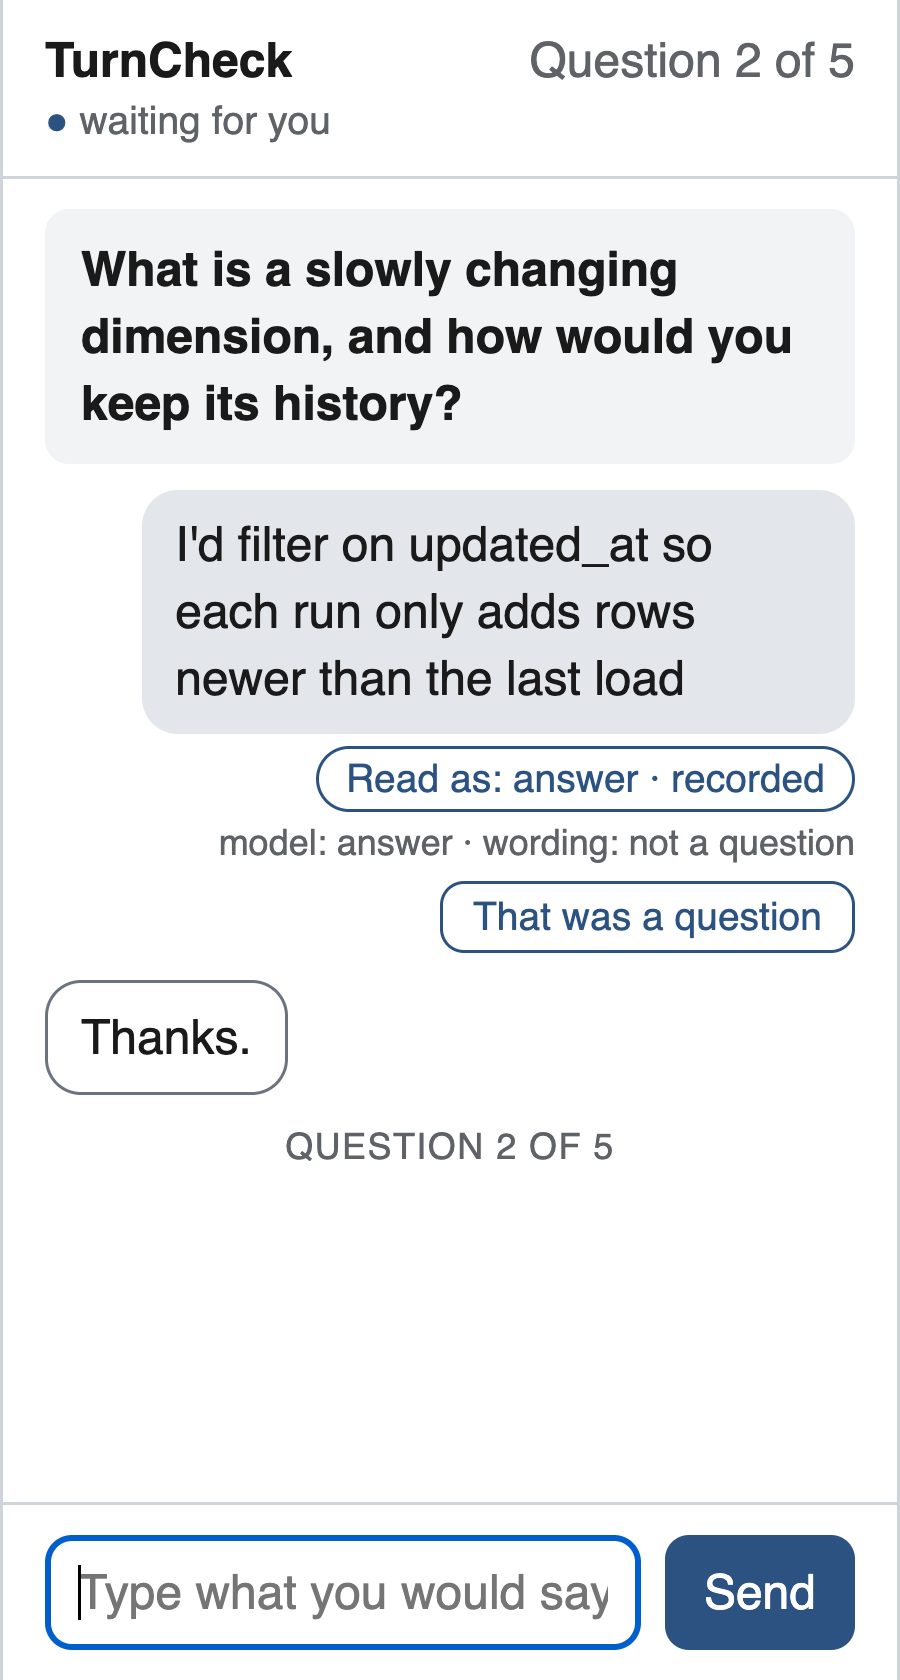 TurnCheck
Question 2 of 5
• waiting for you
What is a slowly changing
dimension, and how would you
keep its history?
I'd filter on updated_at so
each run only adds rows
newer than the last load
Read as: answer · recorded
model: answer · wording: not a question
That was a question
Thanks.
QUESTION 2 OF 5
Type what you would say
Send